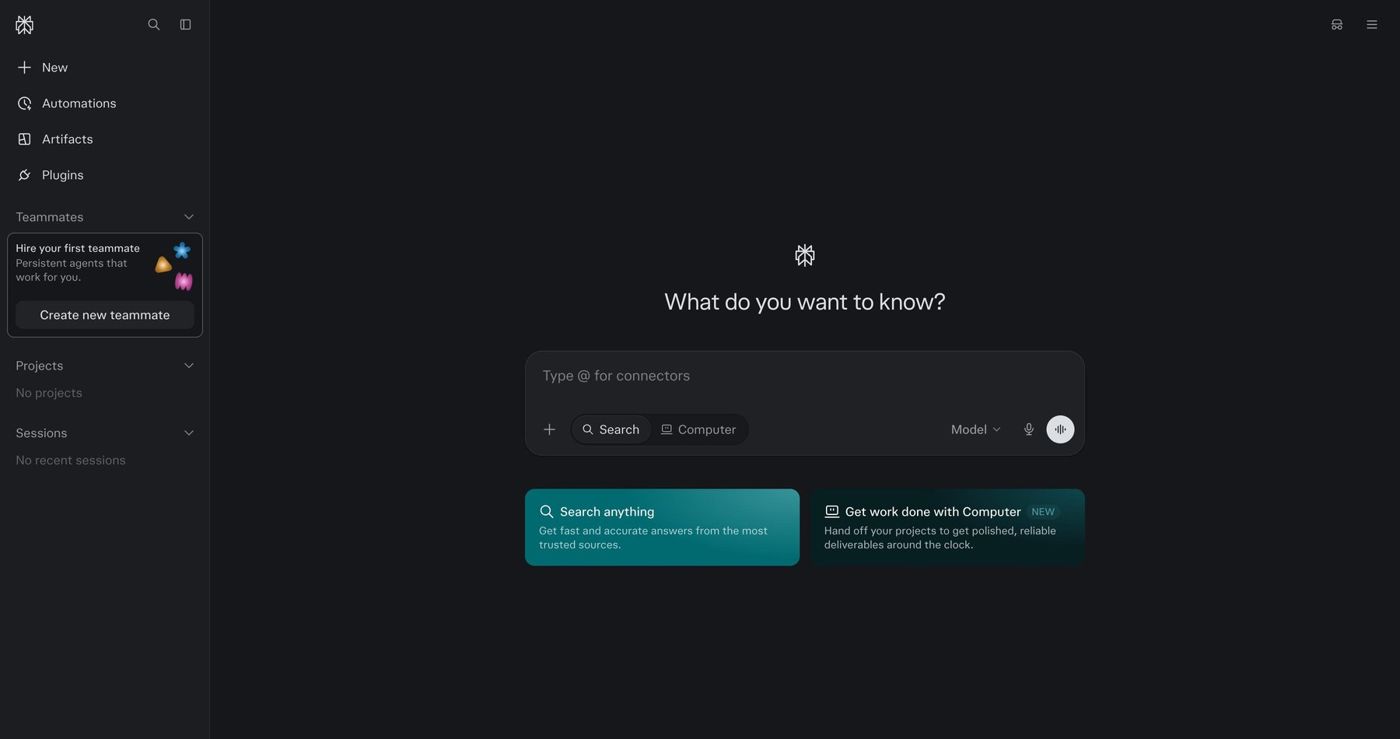 New
Automations
Artifacts
Plugins
Teammates
Hire your first teammate
Persistent agents that
work for you.
Create new teammate
Projects
No projects
Sessions
No recent sessions
What do you want to know?
Type @ for connectors
Search
Computer
Model
Search anything
Get fast and accurate answers from the most
trusted sources.
Get work done with Computer NEW
Hand off your projects to get polished, reliable
deliverables around the clock.